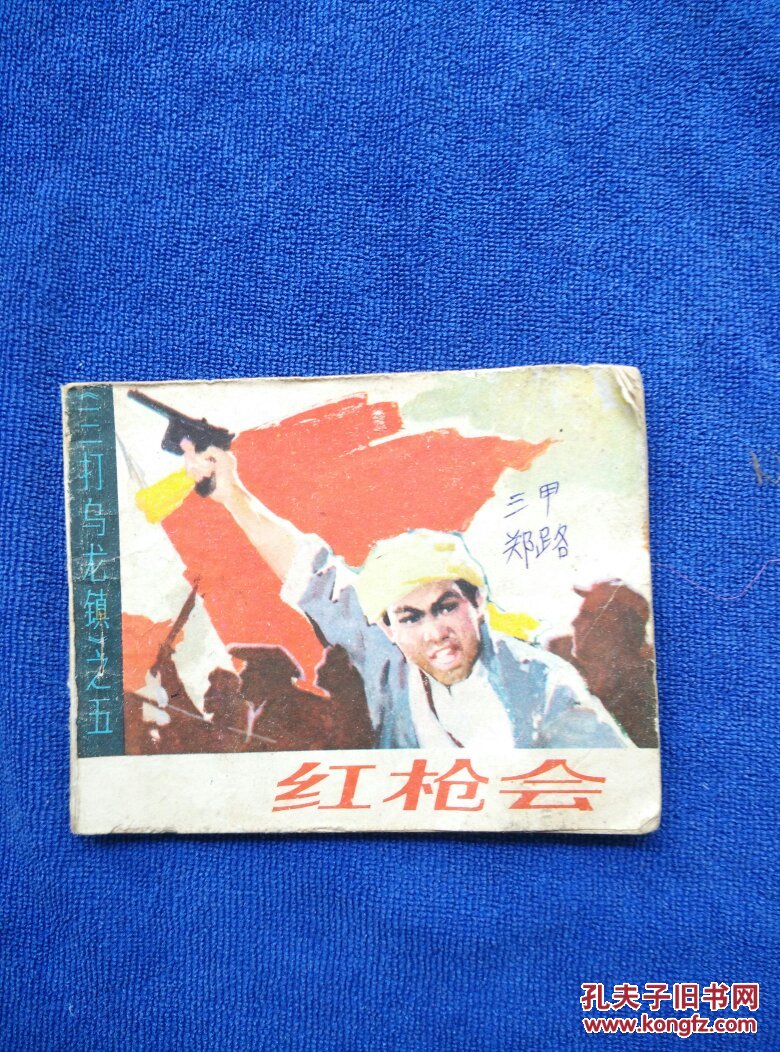 《三打乌龙镇》之五
三甲
郑路
红枪会
孔夫子旧书网
www.kongfz.com